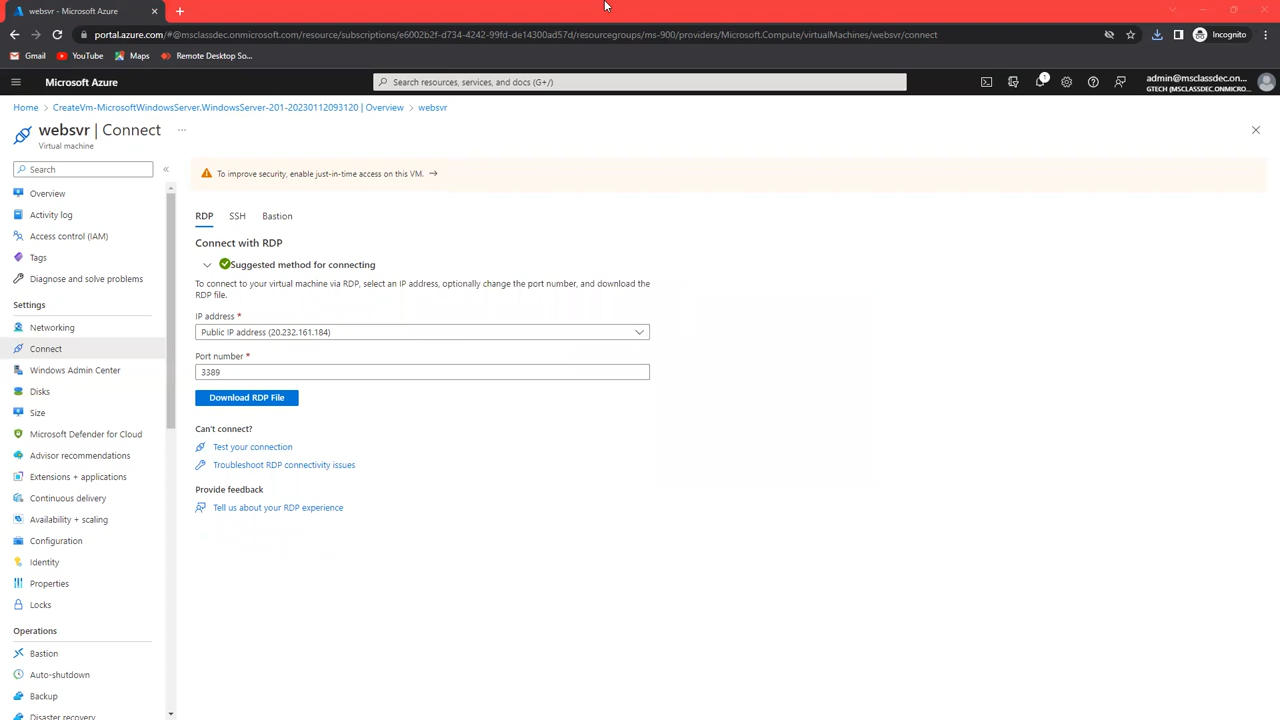 websvr - Microsoft Azure
portal.azure.com/#@msclassdec.onmicrosoft.com/resource/subscriptions/e6002b2f-d734-4242-99fd-de14300ad57d/resourcegroups/ms-900/providers/Microsoft.Compute/virtualMachines/websvr/connect
Incognito
Gmail
YouTube
Maps
Remote Desktop So...
Microsoft Azure
Search resources, services, and docs (G+/)
1
admin@msclassdec.on...
GTECH (MSCLASSDEC.ONMICRO...
Home > CreateVm-MicrosoftWindowsServer.WindowsServer-201-20230112093120 | Overview > websvr
websvr | Connect ...
Virtual machine
Search
«
To improve security, enable just-in-time access on this VM. →
Overview
Activity log
Access control (IAM)
Tags
Diagnose and solve problems
Settings
Networking
Connect
Windows Admin Center
Disks
Size
Microsoft Defender for Cloud
Advisor recommendations
Extensions + applications
Continuous delivery
Availability + scaling
Configuration
Identity
Properties
Locks
Operations
Bastion
Auto-shutdown
Backup
Disaster recovery
RDP
SSH
Bastion
Connect with RDP
Suggested method for connecting
To connect to your virtual machine via RDP, select an IP address, optionally change the port number, and download the
RDP file.
IP address *
Public IP address (20.232.161.184)
Port number *
3389
Download RDP File
Can't connect?
Test your connection
Troubleshoot RDP connectivity issues
Provide feedback
Tell us about your RDP experience